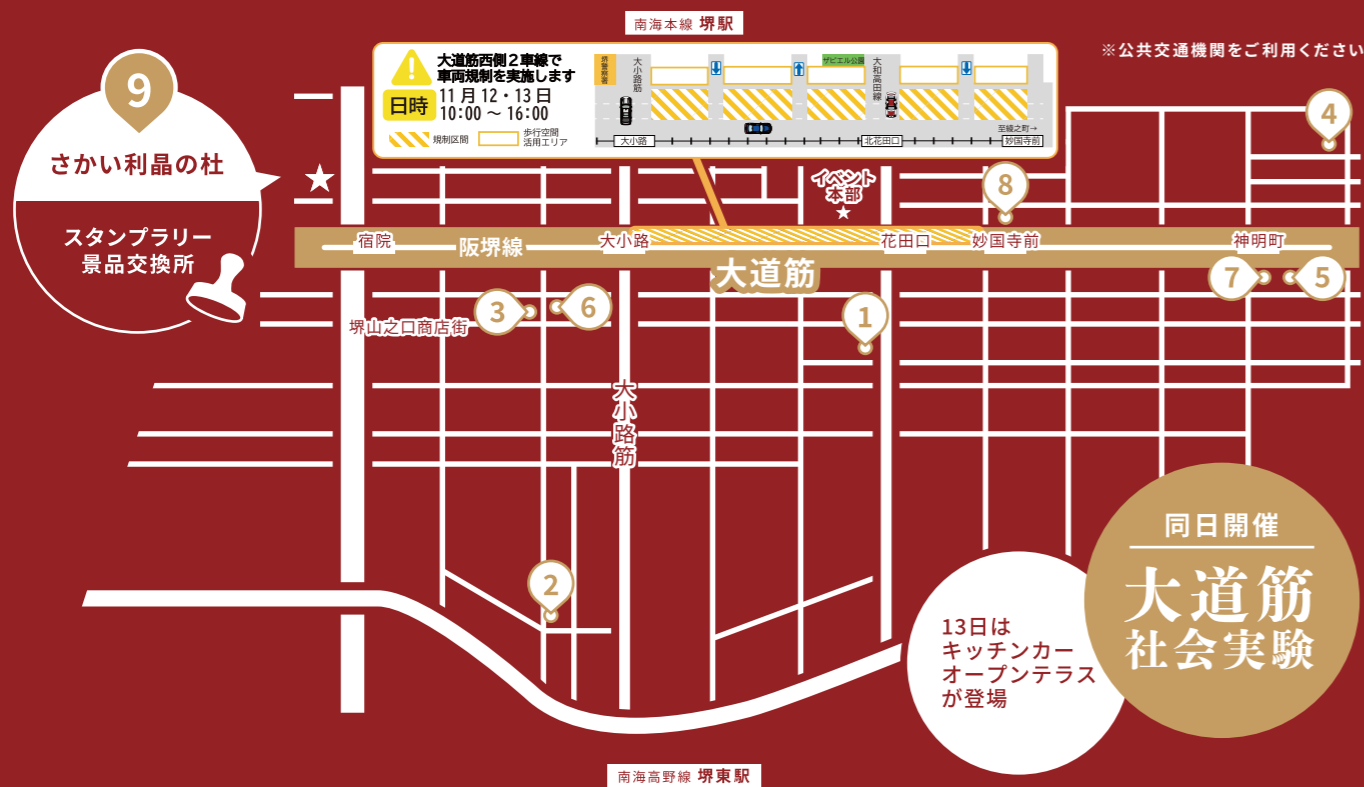 南海本線 堺駅
※公共交通機関をご利用ください
大道筋西側2車線で
車両規制を実施します
日時
11月12・13日
10:00 ～ 16:00
規制区間
歩行空間
活用エリア
堺警察署
大小路筋
ザビエル公園
大和高田線
至綾之町→
大小路
北花田口
妙国寺前
9
さかい利晶の杜
スタンプラリー
景品交換所
4
8
イベント
本部
宿院
阪堺線
大小路
花田口
妙国寺前
神明町
大道筋
7
5
3
6
1
堺山之口商店街
大小路筋
2
同日開催
大道筋
社会実験
13日は
キッチンカー
オープンテラス
が登場
南海高野線 堺東駅